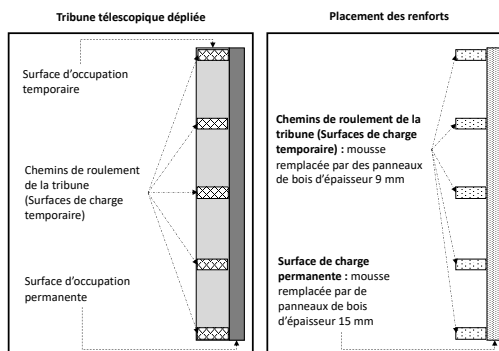 Tribune télescopique dépliée
Surface d'occupation
temporaire
Chemins de roulement
de la tribune
(Surfaces de charge
temporaire)
Surface d'occupation
permanente
Placement des renforts
Chemins de roulement de la
tribune (Surfaces de charge
temporaire) : mousse
remplacée par des panneaux
de bois d'épaisseur 9 mm
Surface de charge
permanente : mousse
remplacée par de
panneaux de bois
d'épaisseur 15 mm